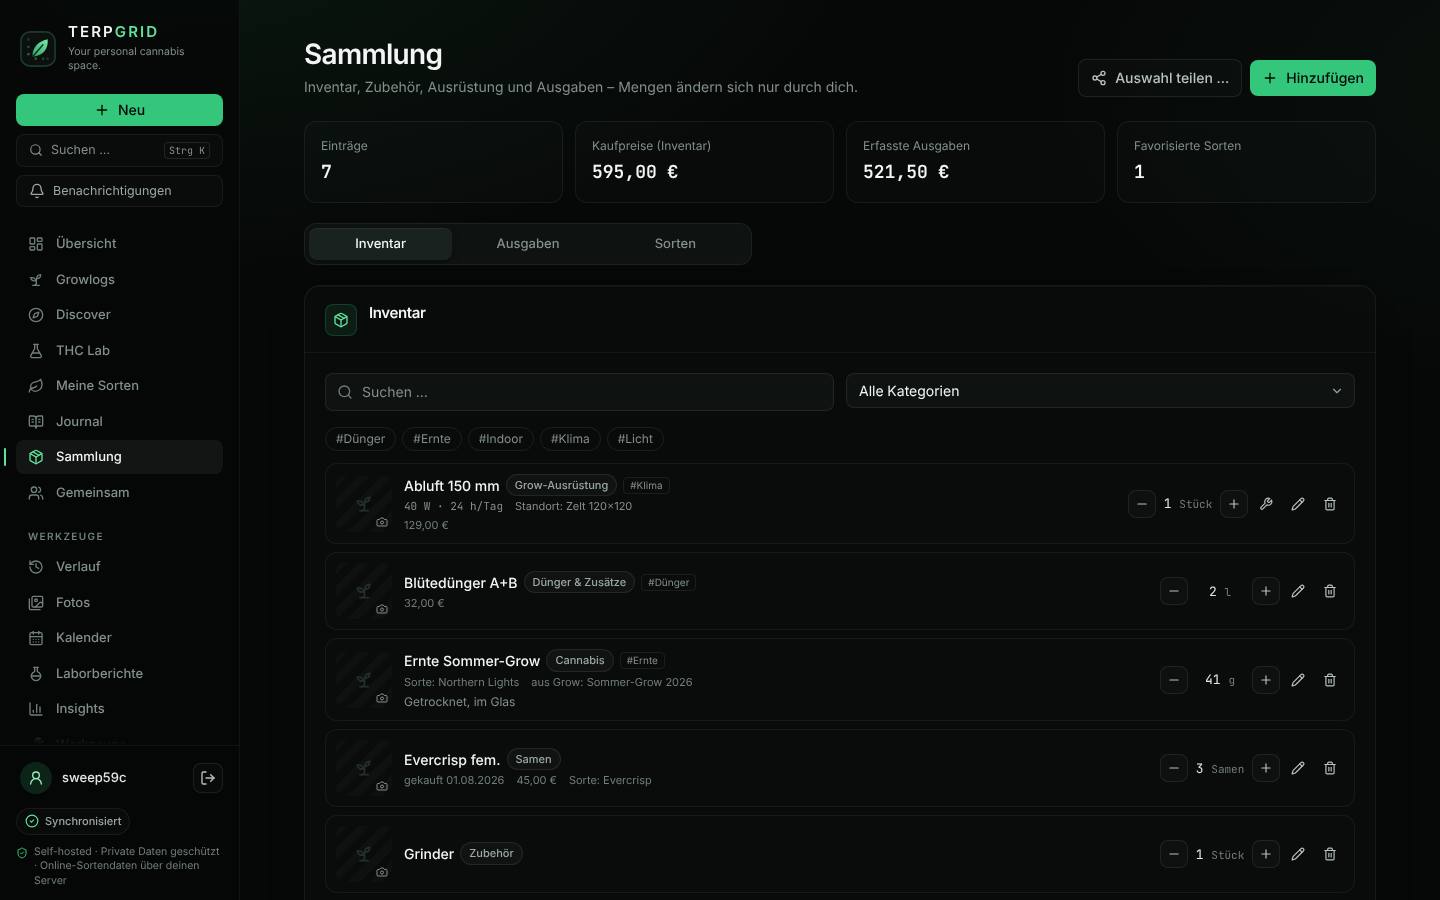 TERPGRID
Your personal cannabis
space.
Neu
Suchen ...
Strg K
Benachrichtigungen
Übersicht
Growlogs
Discover
THC Lab
Meine Sorten
Journal
Sammlung
Gemeinsam
WERKZEUGE
Verlauf
Fotos
Kalender
Laborberichte
Insights
sweep59c
Synchronisiert
Self-hosted · Private Daten geschützt
· Online-Sortendaten über deinen
Server
Sammlung
Inventar, Zubehör, Ausrüstung und Ausgaben – Mengen ändern sich nur durch dich.
Auswahl teilen ...
Hinzufügen
Einträge
7
Kaufpreise (Inventar)
595,00 €
Erfasste Ausgaben
521,50 €
Favorisierte Sorten
1
Inventar Ausgaben Sorten
Inventar
Suchen ...
Alle Kategorien
#Dünger #Ernte #Indoor #Klima #Licht
Abluft 150 mm Grow-Ausrüstung #Klima
40 W · 24 h/Tag Standort: Zelt 120×120
129,00 €
1 Stück
Blütedünger A+B Dünger & Zusätze #Dünger
32,00 €
2 l
Ernte Sommer-Grow Cannabis #Ernte
Sorte: Northern Lights aus Grow: Sommer-Grow 2026
Getrocknet, im Glas
41 g
Evercrisp fem. Samen
gekauft 01.08.2026 45,00 € Sorte: Evercrisp
3 Samen
Grinder Zubehör
1 Stück